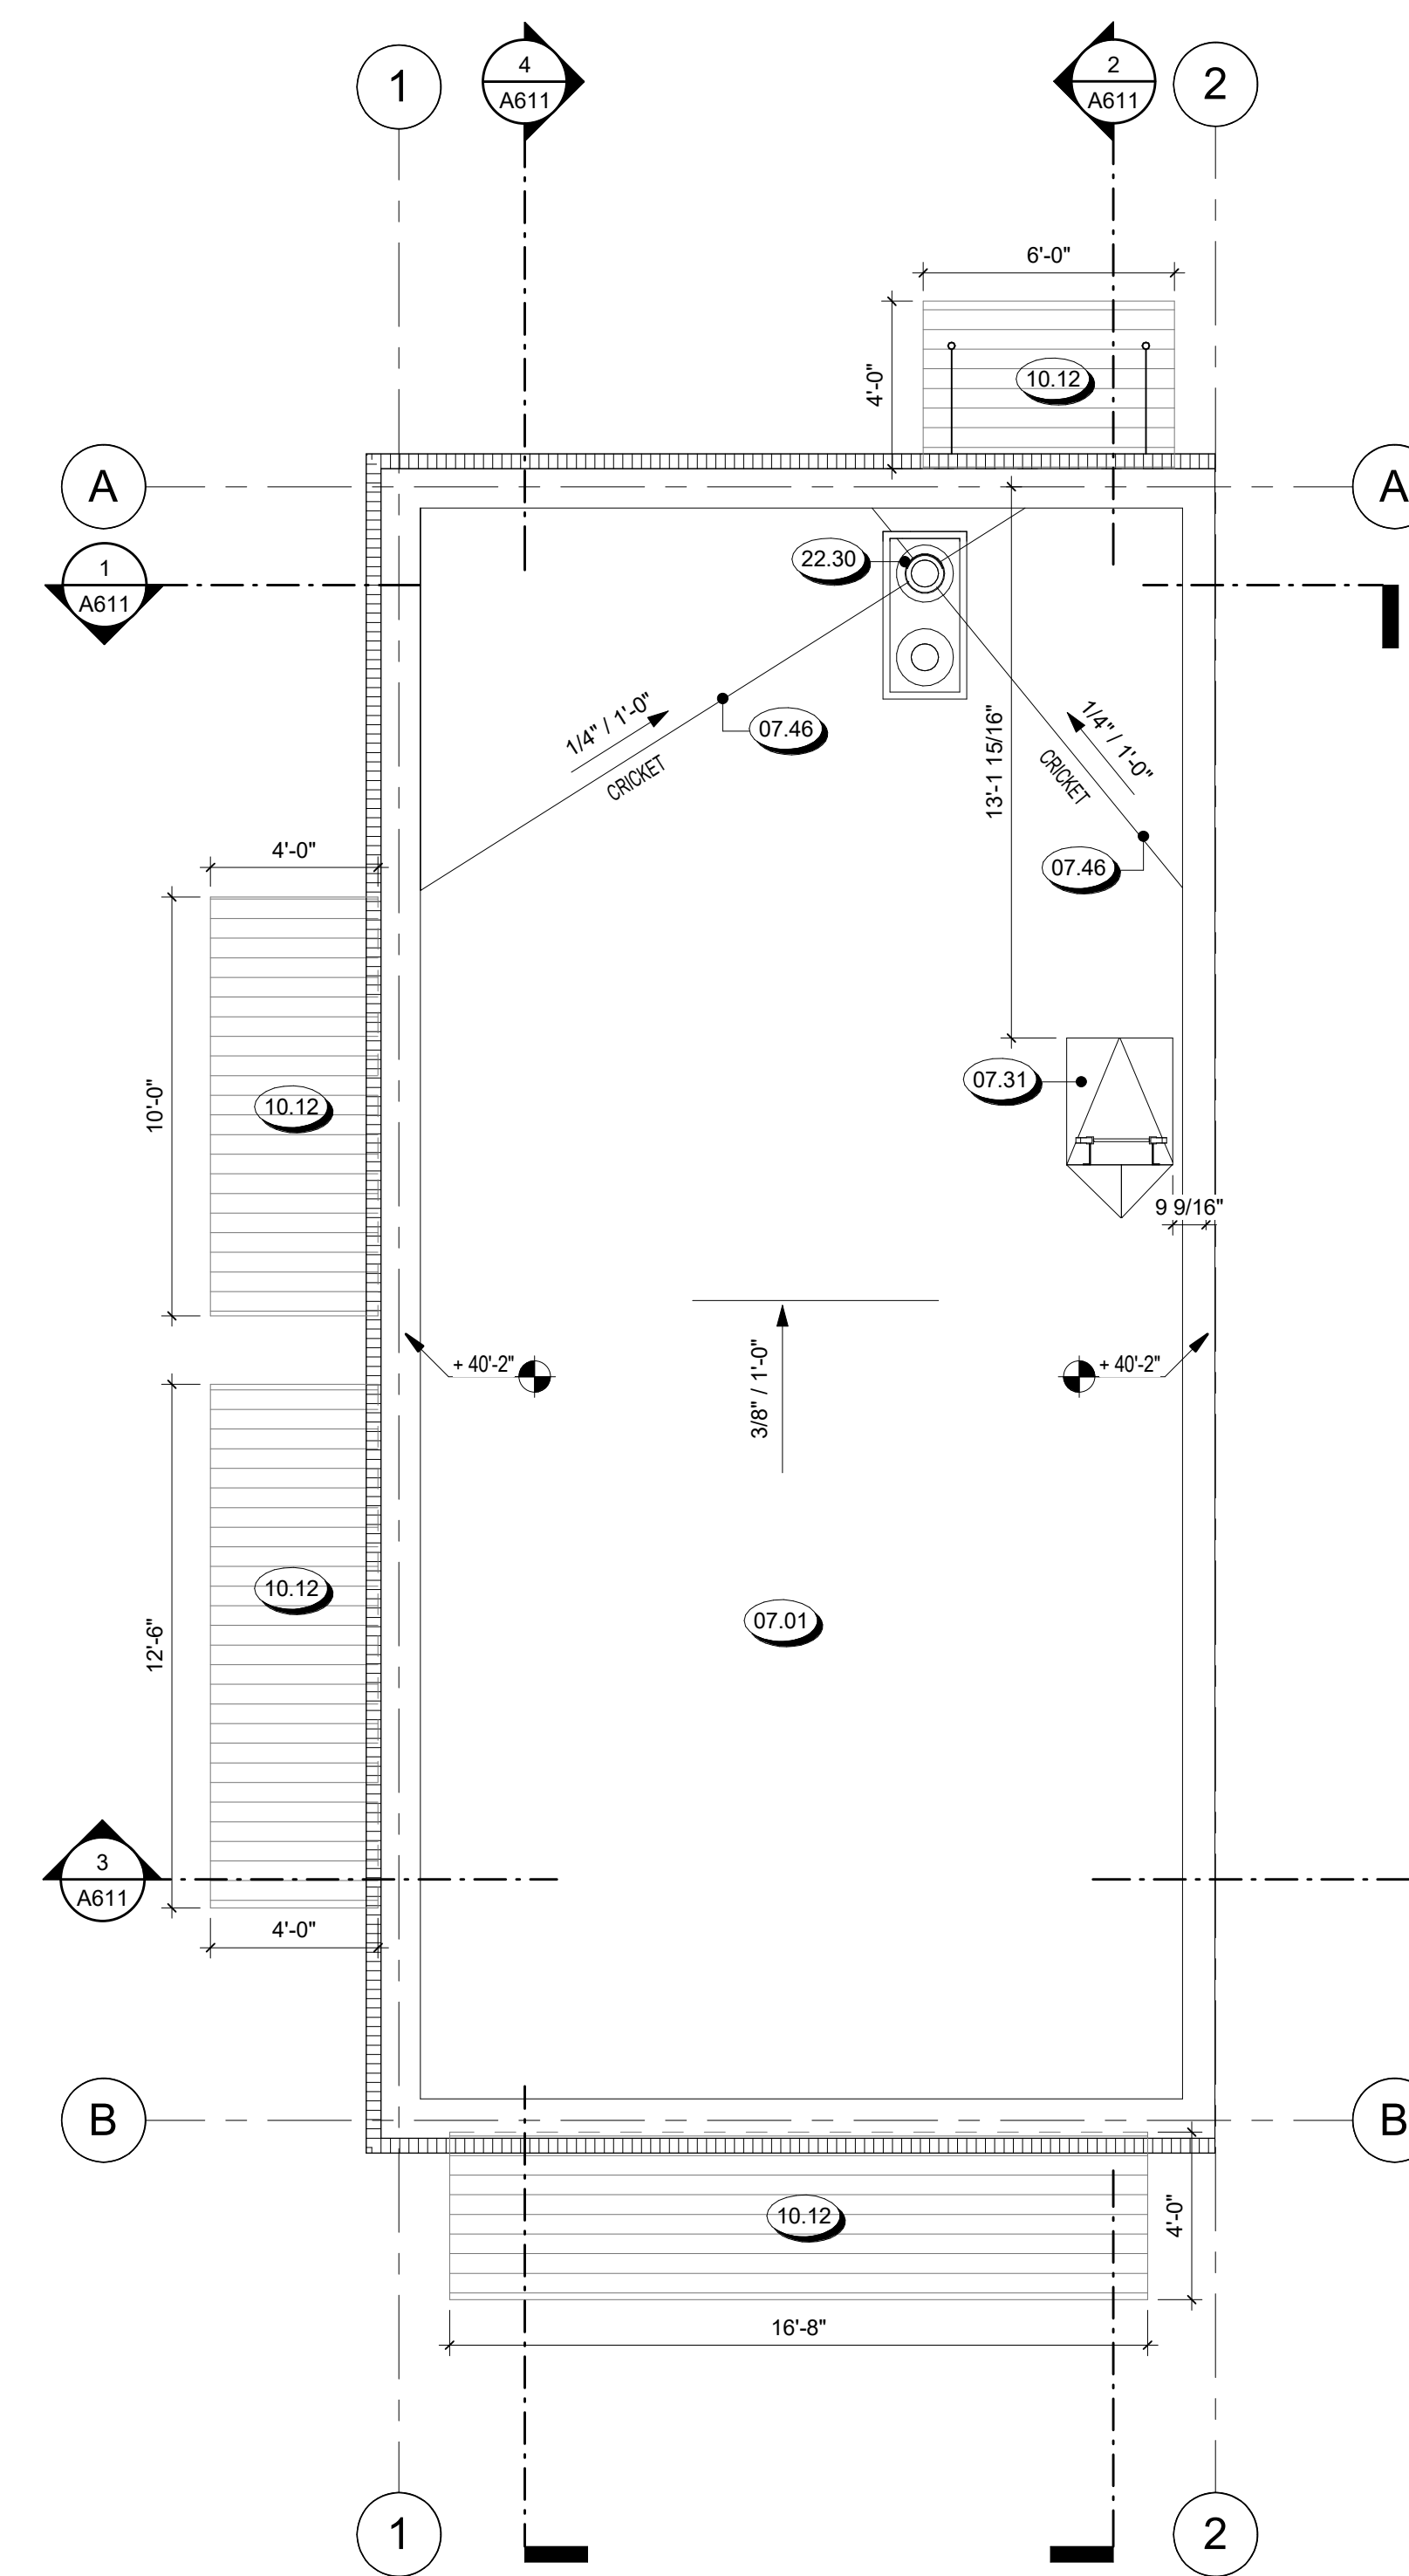 1
4
A611
2
A611
2
6'-0"
4'-0"
10.12
A
A
1
A611
22.30
1/4" / 1'-0"
CRICKET
07.46
13'-1 15/16"
1/4" / 1'-0"
CRICKET
07.46
4'-0"
10'-0"
10.12
07.31
9 9/16"
+ 40'-2"
3/8" / 1'-0"
+ 40'-2"
12'-6"
10.12
07.01
3
A611
4'-0"
B
B
10.12
4'-0"
16'-8"
1
2